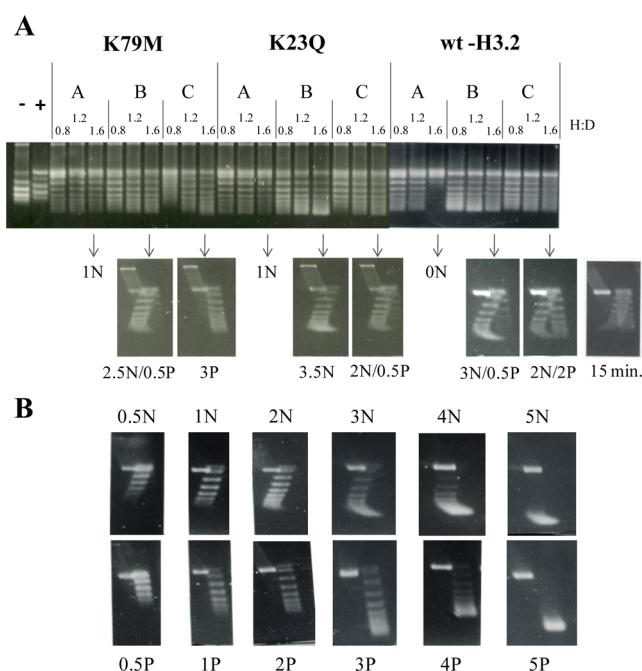 A
K79M K23Q wt -H3.2
A B C A B C A B C
- +
1.2 1.2 1.2 1.2 1.2 1.2 1.2 1.2 1.2
0.8 1.6 0.8 1.6 0.8 1.6 0.8 1.6 0.8 1.6 0.8 1.6 0.8 1.6 0.8 1.6 0.8 1.6 H:D
1N 1N 0N
2.5N/0.5P 3P 3.5N 2N/0.5P 3N/0.5P 2N/2P 15 min.
B
0.5N 1N 2N 3N 4N 5N
0.5P 1P 2P 3P 4P 5P